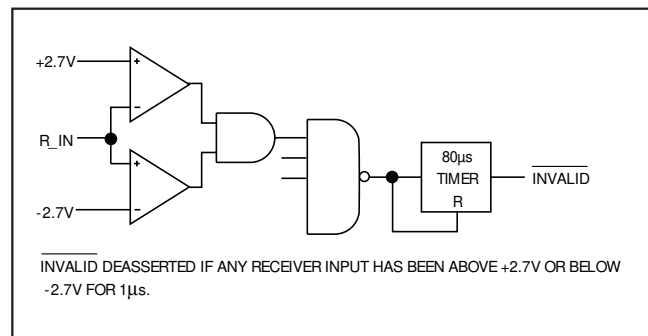 +2.7V
+
−
R_IN
+
−
-2.7V
80µs
TIMER
R
INVALID
INVALID DEASSERTED IF ANY RECEIVER INPUT HAS BEEN ABOVE +2.7V OR BELOW
-2.7V FOR 1µs.